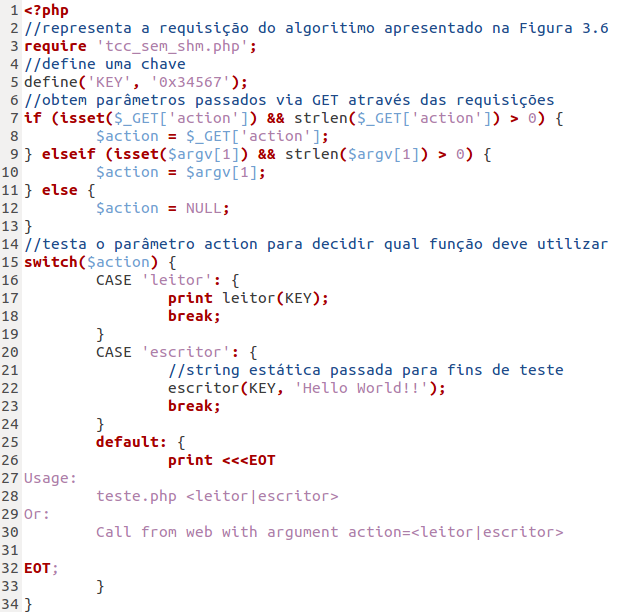 1 <?php
2 //representa a requisição do algoritimo apresentado na Figura 3.6
3 require 'tcc_sem_shm.php';
4 //define uma chave
5 define('KEY', '0x34567');
6 //obtem parâmetros passados via GET através das requisições
7 if (isset($_GET['action']) && strlen($_GET['action']) > 0) {
8         $action = $_GET['action'];
9 } elseif (isset($argv[1]) && strlen($argv[1]) > 0) {
10         $action = $argv[1];
11 } else {
12         $action = NULL;
13 }
14 //testa o parâmetro action para decidir qual função deve utilizar
15 switch($action) {
16         CASE 'leitor': {
17                 print leitor(KEY);
18                 break;
19         }
20         CASE 'escritor': {
21                 //string estática passada para fins de teste
22                 escritor(KEY, 'Hello World!!');
23                 break;
24         }
25         default: {
26                 print <<<EOT
27 Usage:
28         teste.php <leitor|escritor>
29 Or:
30         Call from web with argument action=<leitor|escritor>
31
32 EOT;
33         }
34 }